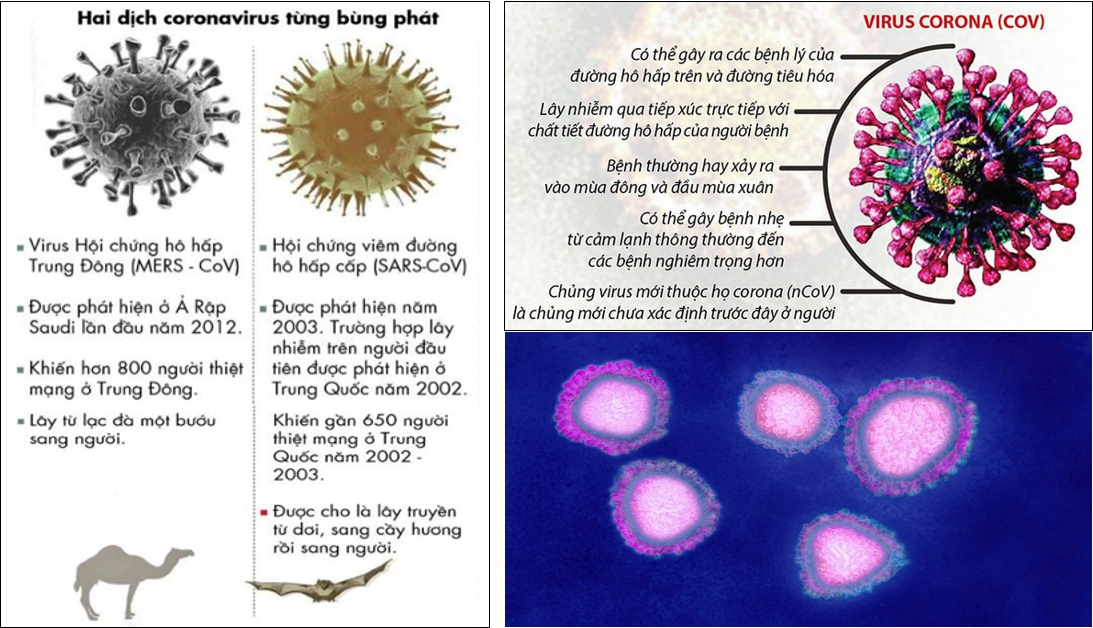 Hai dịch coronavirus từng bùng phát
Virus Hội chứng hô hấp
Trung Đông (MERS - CoV)
Được phát hiện ở Ả Rập
Saudi lần đầu năm 2012.
Khiến hơn 800 người thiệt
mạng ở Trung Đông.
Lây từ lạc đà một bướu
sang người.
Hội chứng viêm đường
hô hấp cấp (SARS-CoV)
Được phát hiện năm
2003. Trường hợp lây
nhiễm trên người đầu
tiên được phát hiện ở
Trung Quốc năm 2002.
Khiến gần 650 người
thiệt mạng ở Trung
Quốc năm 2002 -
2003.
Được cho là lây truyền
từ dơi, sang cầy hương
rồi sang người.
VIRUS CORONA (COV)
Có thể gây ra các bệnh lý của
đường hô hấp trên và đường tiêu hóa
Lây nhiễm qua tiếp xúc trực tiếp với
chất tiết đường hô hấp của người bệnh
Bệnh thường hay xảy ra
vào mùa đông và đầu mùa xuân
Có thể gây bệnh nhẹ
từ cảm lạnh thông thường đến
các bệnh nghiêm trọng hơn
Chủng virus mới thuộc họ corona (nCoV)
là chủng mới chưa xác định trước đây ở người